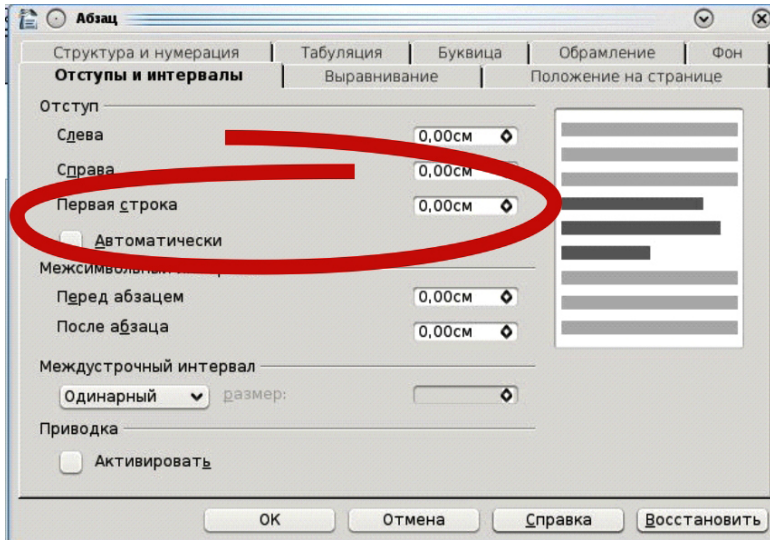 Абзац
Структура и нумерация Табуляция Буквица Обрамление Фон
Отступы и интервалы Выравнивание Положение на странице
Отступ
Слева 0,00см
Справа 0,00см
Первая строка 0,00см
Автоматически
Межсимвольный
Перед абзацем 0,00см
После абзаца 0,00см
Междустрочный интервал
Одинарный размер:
Приводка
Активировать
ОК Отмена Справка Восстановить